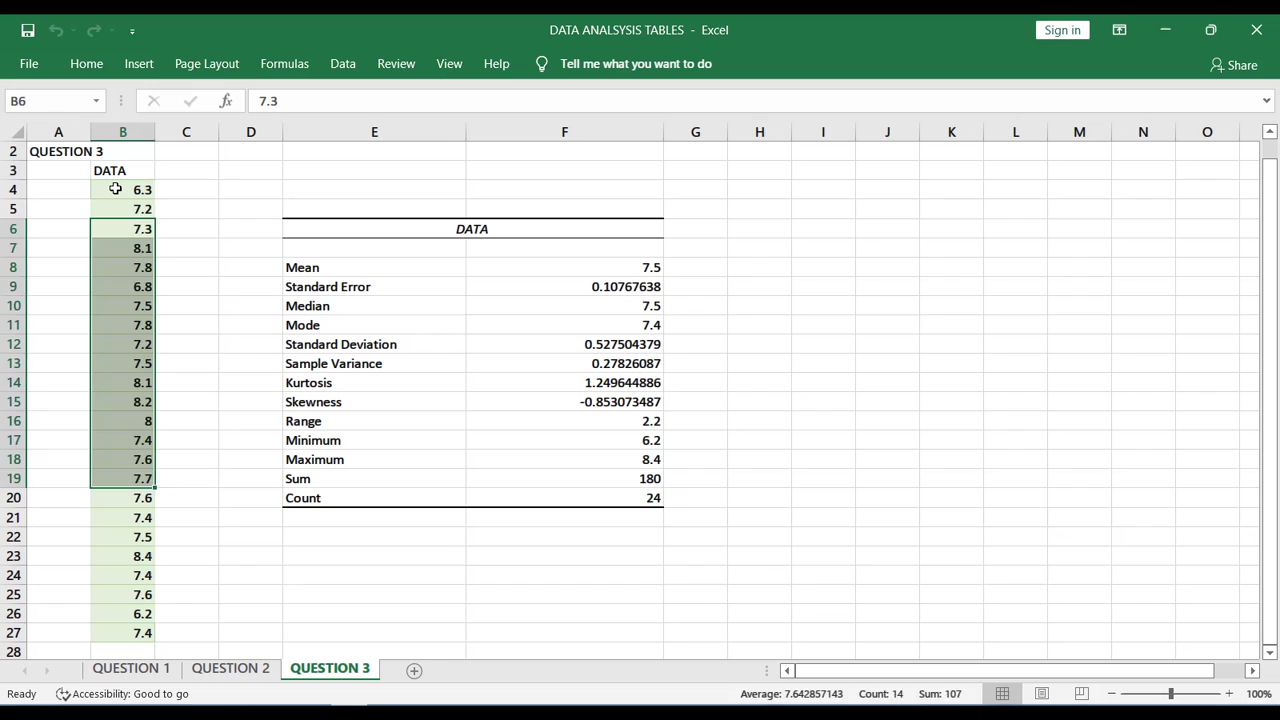 DATA ANALSYSIS TABLES - Excel
Sign in
File Home Insert Page Layout Formulas Data Review View Help Tell me what you want to do Share
B6 fx 7.3
A B C D E F G H I J K L M N O
2 QUESTION 3
3 DATA
4 6.3
5 7.2
6 7.3 DATA
7 8.1
8 7.8 Mean 7.5
9 6.8 Standard Error 0.10767638
10 7.5 Median 7.5
11 7.8 Mode 7.4
12 7.2 Standard Deviation 0.527504379
13 7.5 Sample Variance 0.27826087
14 8.1 Kurtosis 1.249644886
15 8.2 Skewness -0.853073487
16 8 Range 2.2
17 7.4 Minimum 6.2
18 7.6 Maximum 8.4
19 7.7 Sum 180
20 7.6 Count 24
21 7.4
22 7.5
23 8.4
24 7.4
25 7.6
26 6.2
27 7.4
28
QUESTION 1 QUESTION 2 QUESTION 3
Ready Accessibility: Good to go Average: 7.642857143 Count: 14 Sum: 107 100%